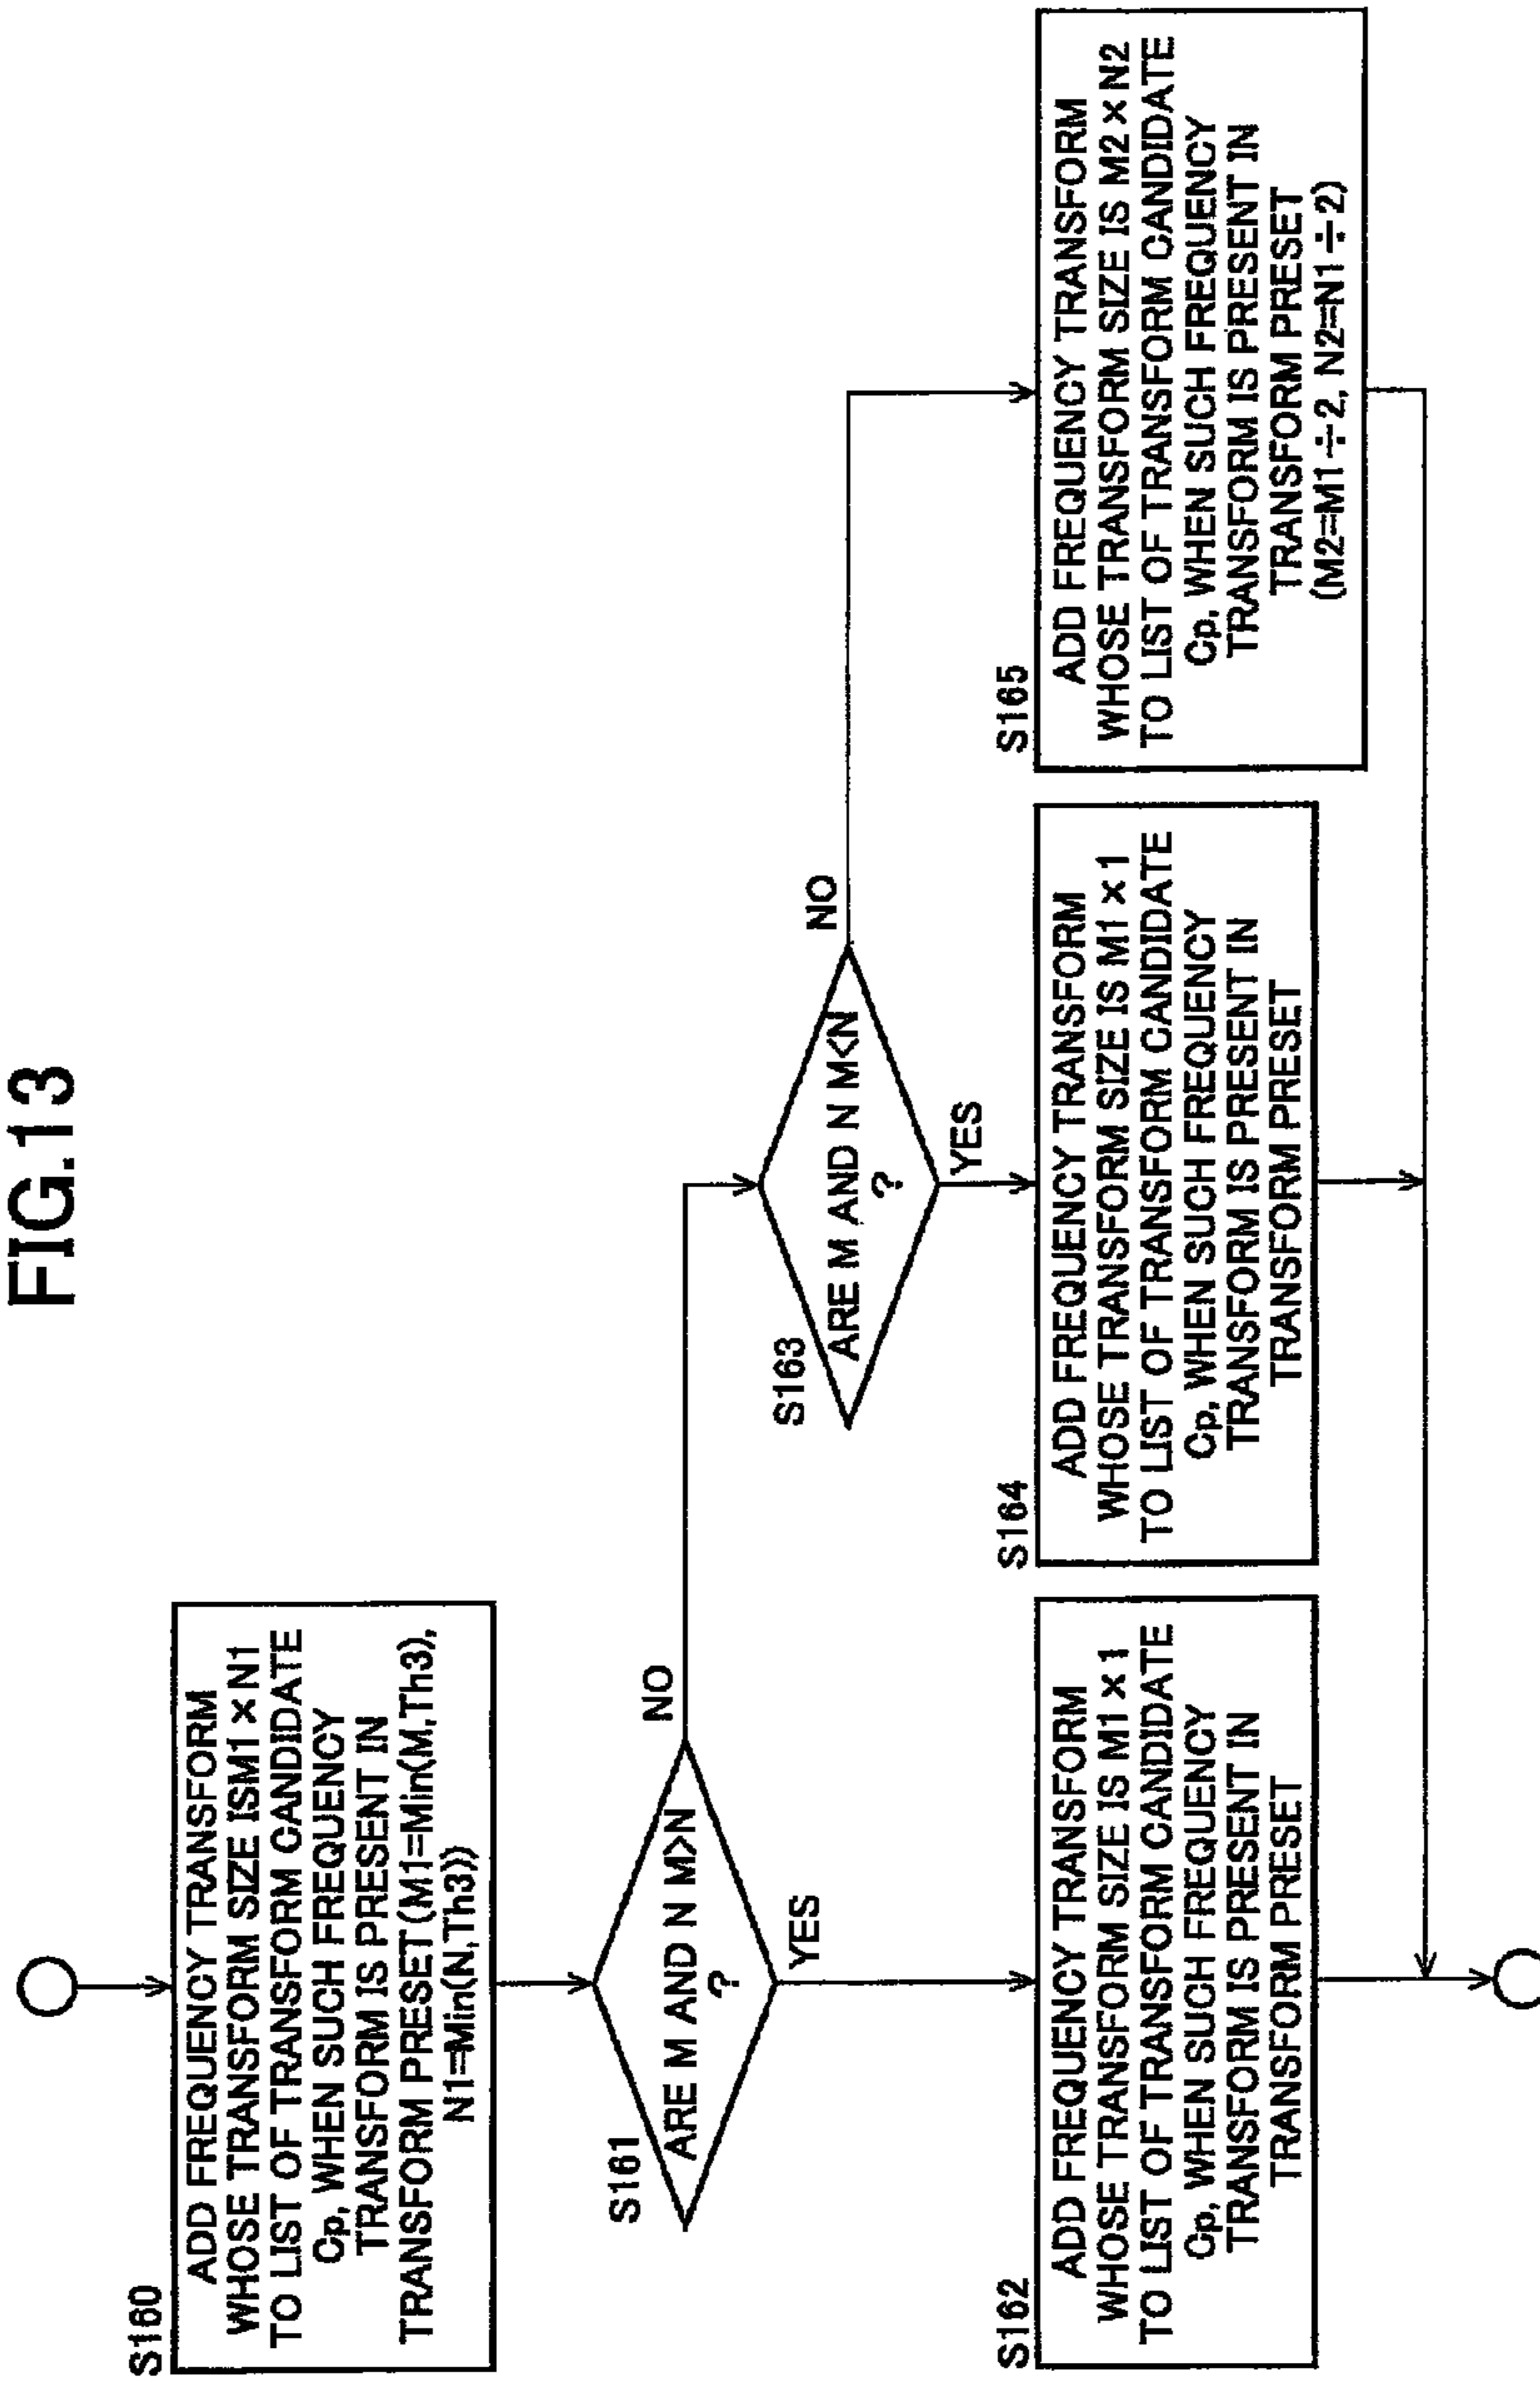 FIG.13
S160
ADD FREQUENCY TRANSFORM
WHOSE TRANSFORM SIZE ISM1×N1
TO LIST OF TRANSFORM CANDIDATE
Cp, WHEN SUCH FREQUENCY
TRANSFORM IS PRESENT IN
TRANSFORM PRESET(M1=Min(M,Th3),
N1=Min(N,Th3))
S161
ARE M AND N M>N
?
NO
YES
S163
ARE M AND N M<N
?
NO
YES
S162
ADD FREQUENCY TRANSFORM
WHOSE TRANSFORM SIZE IS M1×1
TO LIST OF TRANSFORM CANDIDATE
Cp, WHEN SUCH FREQUENCY
TRANSFORM IS PRESENT IN
TRANSFORM PRESET
S164
ADD FREQUENCY TRANSFORM
WHOSE TRANSFORM SIZE IS M1×1
TO LIST OF TRANSFORM CANDIDATE
Cp, WHEN SUCH FREQUENCY
TRANSFORM IS PRESENT IN
TRANSFORM PRESET
S165
ADD FREQUENCY TRANSFORM
WHOSE TRANSFORM SIZE IS M2×N2
TO LIST OF TRANSFORM CANDIDATE
Cp, WHEN SUCH FREQUENCY
TRANSFORM IS PRESENT IN
TRANSFORM PRESET
(M2=M1÷2, N2=N1÷2)